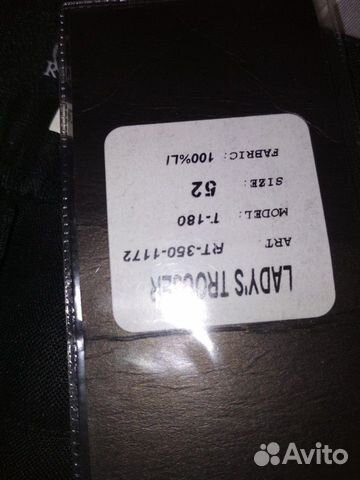 LADY'S TROUSER
ART RT-350-1172
MODEL: T-180
SIZE: 52
FABRIC: 100%LI
R
Avito